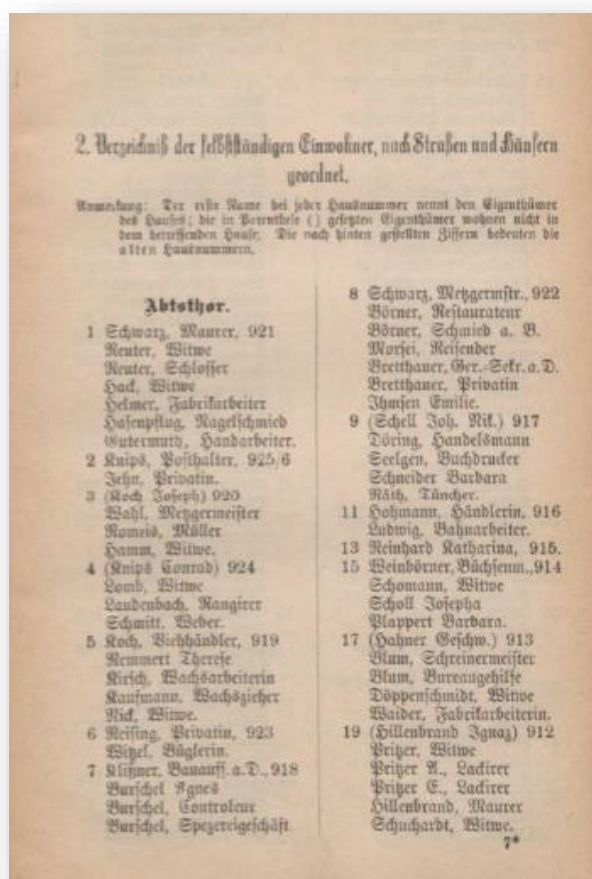 2. Verzeichniß der selbstständigen Einwohner, nach Straßen und Häusern
geordnet.
Anmerkung: Der erste Name bei jeder Hausnummer nennt den Eigenthümer
des Hauses; die in Parenthese () gesetzten Eigenthümer wohnen nicht in
dem betreffenden Hause. Die nach hinten gestellten Ziffern bedeuten die
alten Hausnummern.
Abtsthor.
1 Schwarz, Maurer, 921
Reuter, Witwe
Reuter, Schlosser
Hack, Witwe
Helmer, Fabrikarbeiter
Hasenpflug, Nagelschmied
Gutermuth, Handarbeiter.
2 Knips, Posthalter, 925/6
Jehn, Privatin.
3 (Koch Joseph) 920
Wahl, Metzgermeister
Romeis, Müller
Hamm, Witwe.
4 (Knips Conrad) 924
Lomb, Witwe
Laudenbach, Rangirer
Schmitt, Weber.
5 Koch, Viehhändler, 919
Remmert Therese
Kirsch, Wachsarbeiterin
Kaufmann, Wachszieher
Nick, Witwe.
6 Reising, Privatin, 923
Witzel, Büglerin.
7 Klitzner, Bauauff. a. D., 918
Burschel Agnes
Burschel, Controleur
Burschel, Spezereigeschäft
8 Schwarz, Metzgermstr., 922
Börner, Restaurateur
Börner, Schmied a. B.
Morsei, Reisender
Bretthauer, Ger.-Sekr. a. D.
Bretthauer, Privatin
Ihmsen Emilie.
9 (Schell Joh. Nik.) 917
Döring, Handelsmann
Seelgen, Buchdrucker
Schneider Barbara
Räth, Tüncher.
11 Hohmann, Händlerin, 916
Ludwig, Bahnarbeiter.
13 Reinhard Katharina, 915.
15 Weinbörner, Büchsenm., 914
Schomann, Witwe
Scholl Josepha
Plappert Barbara.
17 (Hahner Geschw.) 913
Blum, Schreinermeister
Blum, Bureaugehilfe
Döppenschmidt, Witwe
Waider, Fabrikarbeiterin.
19 (Hillenbrand Ignaz) 912
Pritzer, Witwe
Pritzer A., Lackirer
Pritzer E., Lackirer
Hillenbrand, Maurer
Schuchardt, Witwe.
7*